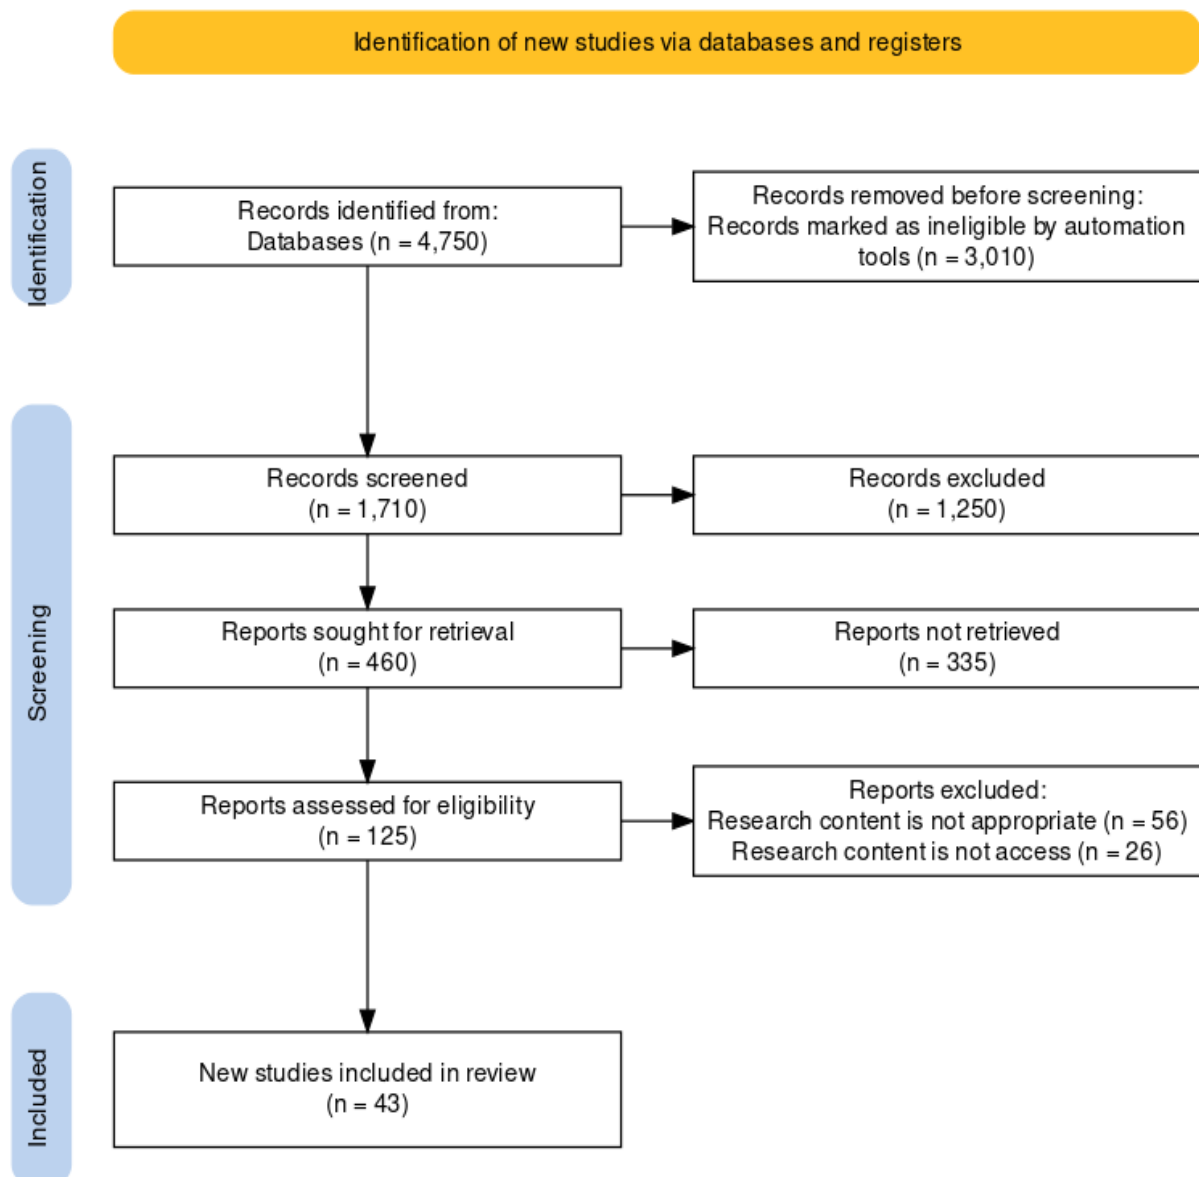 Identification of new studies via databases and registers
Identification
Records identified from:
Databases (n = 4,750)
Records removed before screening:
Records marked as ineligible by automation
tools (n = 3,010)
Screening
Records screened
(n = 1,710)
Records excluded
(n = 1,250)
Reports sought for retrieval
(n = 460)
Reports not retrieved
(n = 335)
Reports assessed for eligibility
(n = 125)
Reports excluded:
Research content is not appropriate (n = 56)
Research content is not access (n = 26)
Included
New studies included in review
(n = 43)